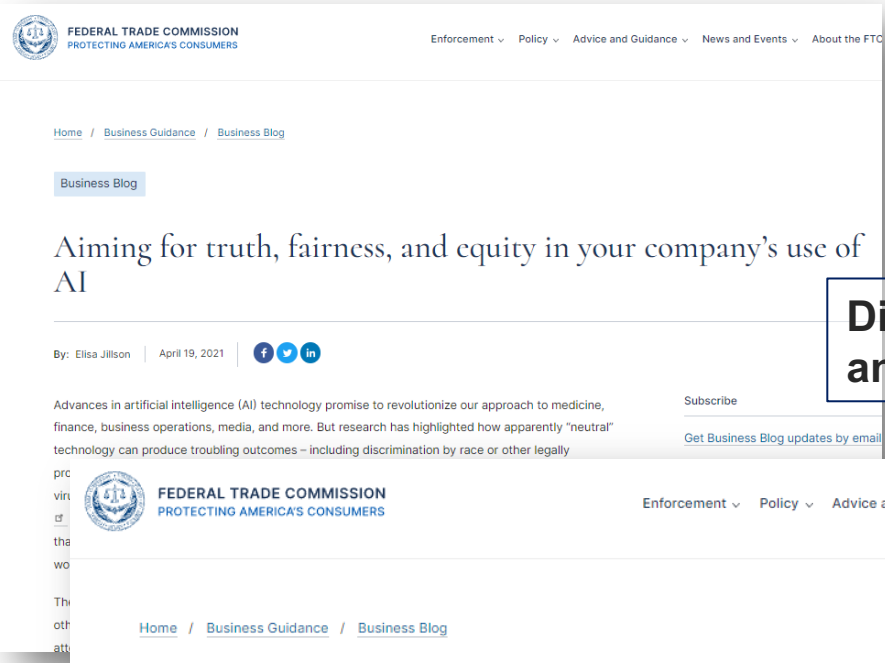 FEDERAL TRADE COMMISSION
PROTECTING AMERICA'S CONSUMERS
Enforcement Policy Advice and Guidance News and Events About the FTC
Home / Business Guidance / Business Blog
Business Blog
Aiming for truth, fairness, and equity in your company's use of
AI
By: Elisa Jillson April 19, 2021
Advances in artificial intelligence (AI) technology promise to revolutionize our approach to medicine,
finance, business operations, media, and more. But research has highlighted how apparently “neutral”
technology can produce troubling outcomes – including discrimination by race or other legally
Subscribe
Get Business Blog updates by email
FEDERAL TRADE COMMISSION
PROTECTING AMERICA'S CONSUMERS
Enforcement Policy Advice
Home / Business Guidance / Business Blog